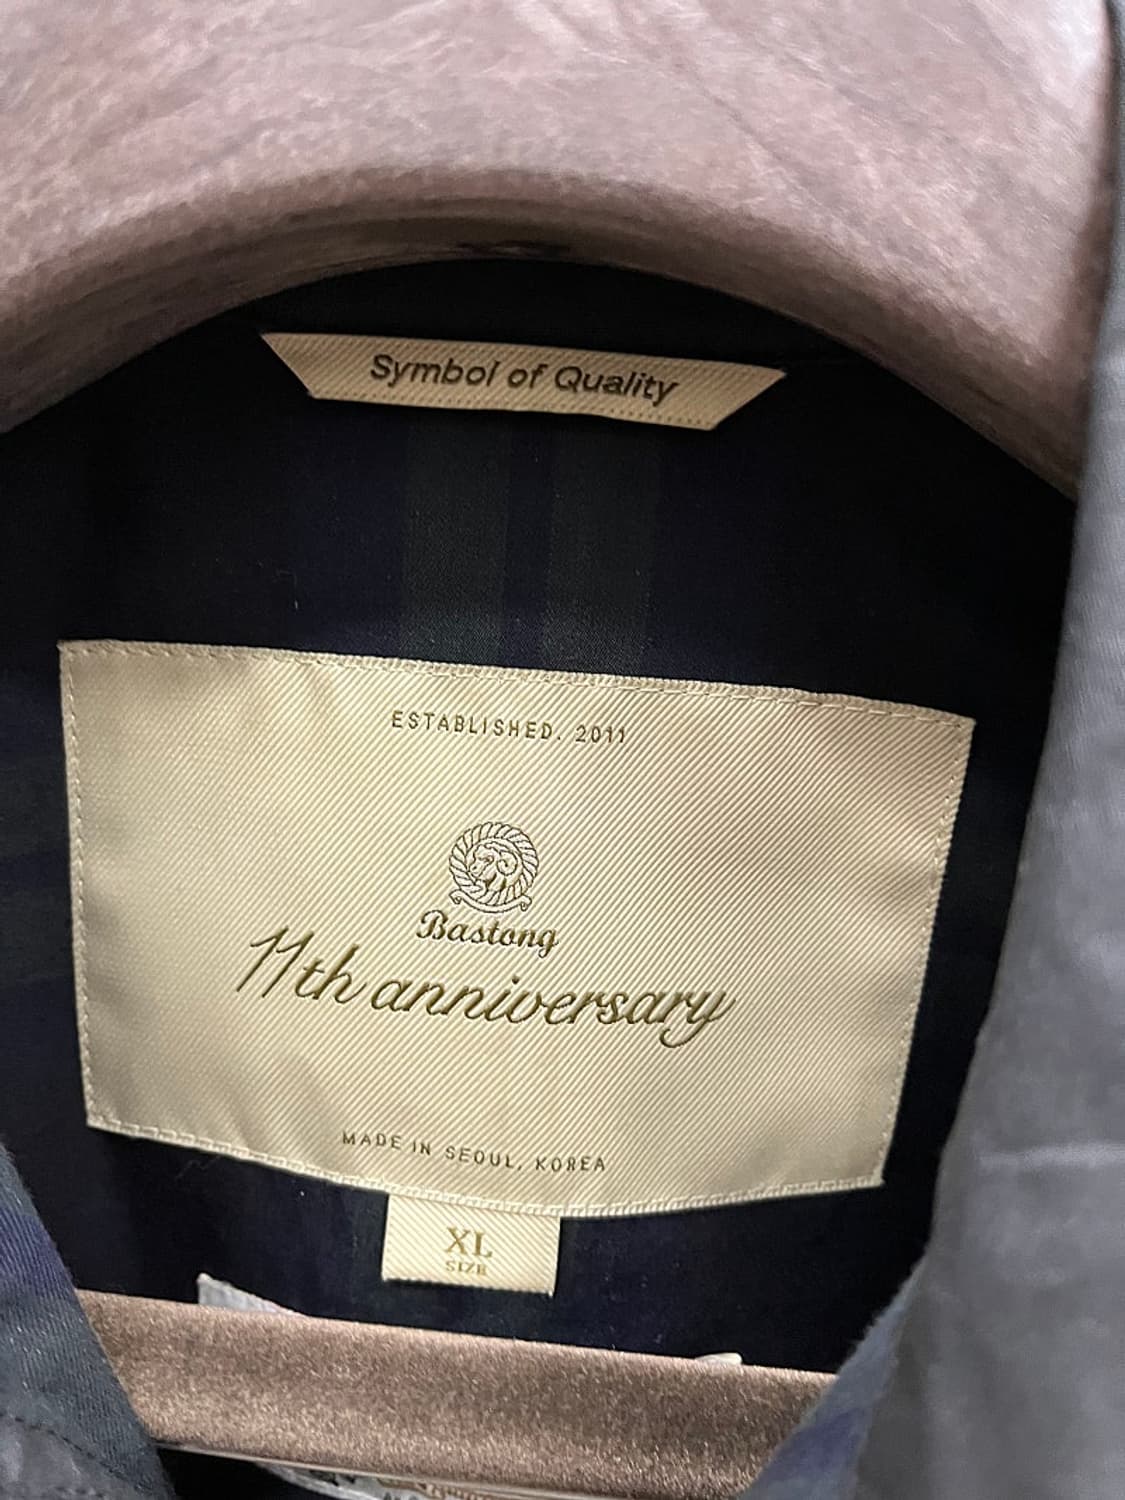 Symbol of Quality
ESTABLISHED. 2011
Bastong
11th anniversary
MADE IN SEOUL, KOREA
XL
SIZE